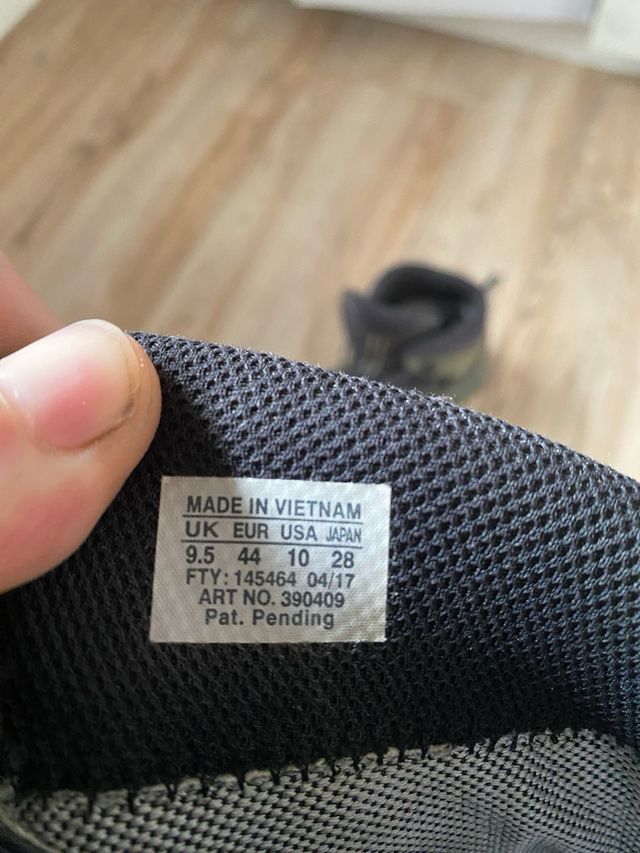 MADE IN VIETNAM
UK EUR USA JAPAN
9.5 44 10 28
FTY: 145464 04/17
ART NO. 390409
Pat. Pending